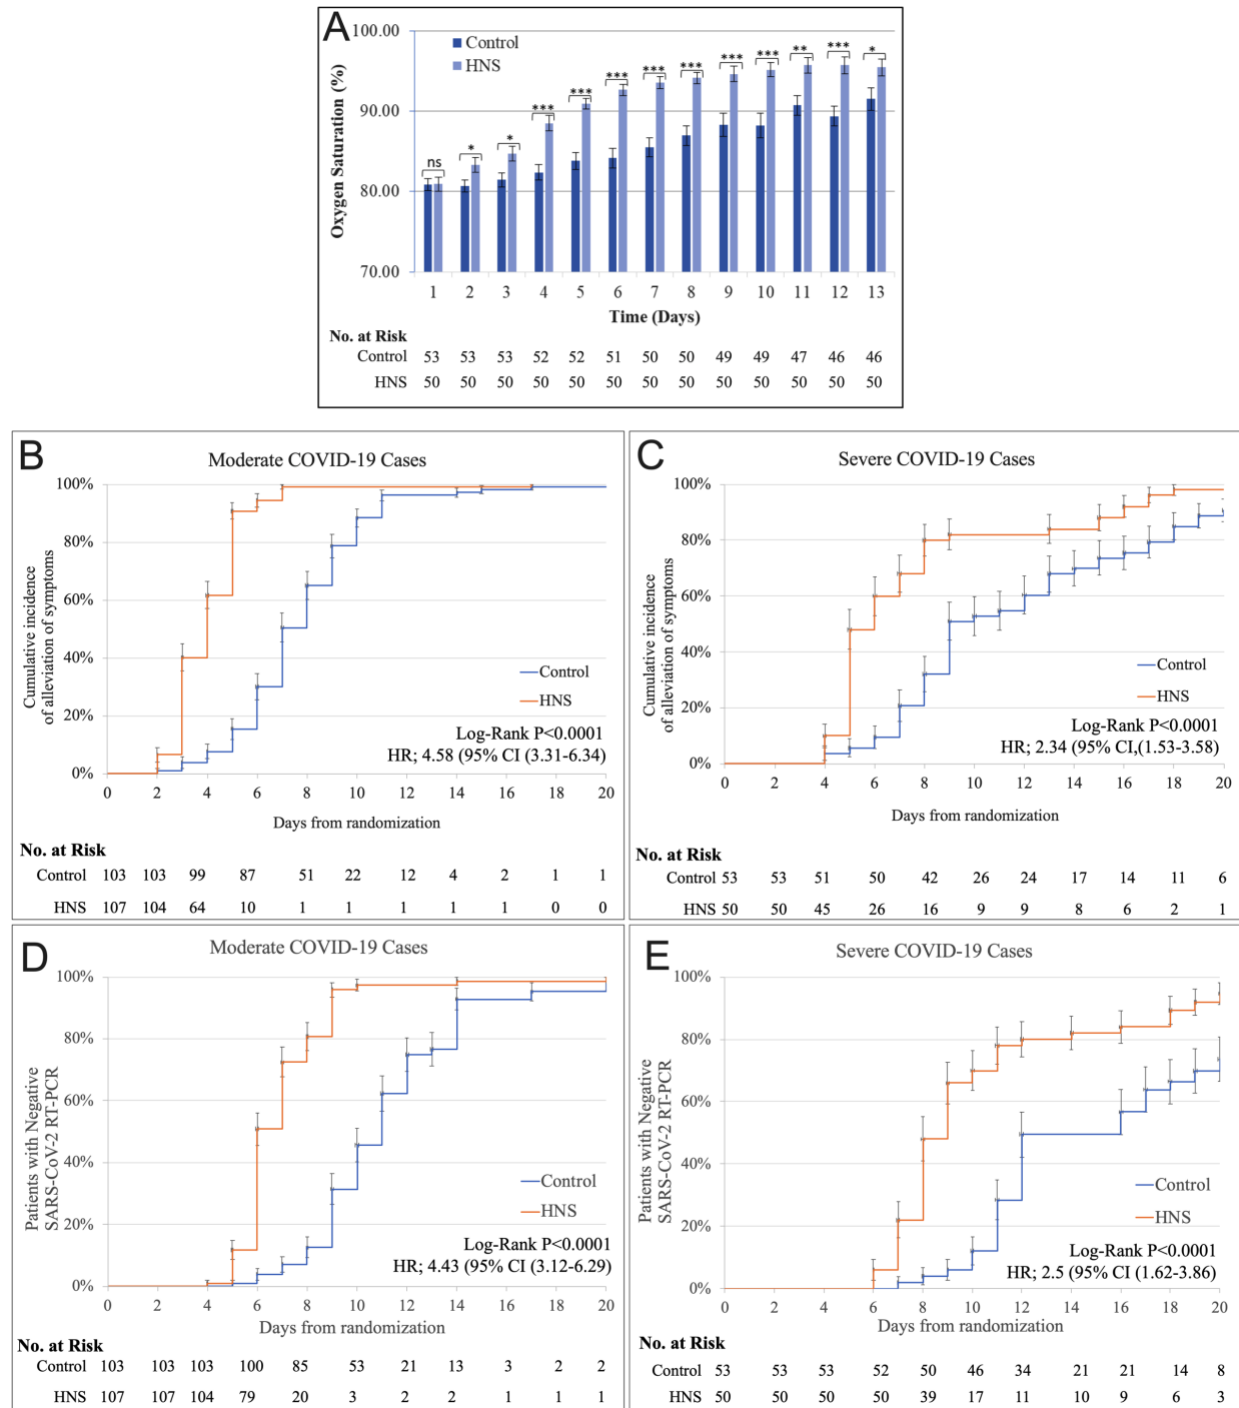 A
100.00
90.00
80.00
70.00
Oxygen Saturation (%)
Control
HNS
ns * * *** *** *** *** *** *** *** ** *** *
1 2 3 4 5 6 7 8 9 10 11 12 13
Time (Days)
No. at Risk
Control 53 53 53 52 52 51 50 50 49 49 47 46 46
HNS 50 50 50 50 50 50 50 50 50 50 50 50 50
B
Moderate COVID-19 Cases
100%
80%
60%
40%
20%
0%
Cumulative incidence
of alleviation of symptoms
Control
HNS
Log-Rank P<0.0001
HR; 4.58 (95% CI (3.31-6.34)
0 2 4 6 8 10 12 14 16 18 20
Days from randomization
No. at Risk
Control 103 103 99 87 51 22 12 4 2 1 1
HNS 107 104 64 10 1 1 1 1 1 0 0
C
Severe COVID-19 Cases
100%
80%
60%
40%
20%
0%
Cumulative incidence
of alleviation of symptoms
Control
HNS
Log-Rank P<0.0001
HR; 2.34 (95% CI,(1.53-3.58)
0 2 4 6 8 10 12 14 16 18 20
Days from randomization
No. at Risk
Control 53 53 51 50 42 26 24 17 14 11 6
HNS 50 50 45 26 16 9 9 8 6 2 1
D
Moderate COVID-19 Cases
100%
80%
60%
40%
20%
0%
Patients with Negative
SARS-CoV-2 RT-PCR
Control
HNS
Log-Rank P<0.0001
HR; 4.43 (95% CI (3.12-6.29)
0 2 4 6 8 10 12 14 16 18 20
Days from randomization
No. at Risk
Control 103 103 103 100 85 53 21 13 3 2 2
HNS 107 107 104 79 20 3 2 2 1 1 1
E
Severe COVID-19 Cases
100%
80%
60%
40%
20%
0%
Patients with Negative
SARS-CoV-2 RT-PCR
Control
HNS
Log-Rank P<0.0001
HR; 2.5 (95% CI (1.62-3.86)
0 2 4 6 8 10 12 14 16 18 20
Days from randomization
No. at Risk
Control 53 53 53 52 50 46 34 21 21 14 8
HNS 50 50 50 50 39 17 11 10 9 6 3